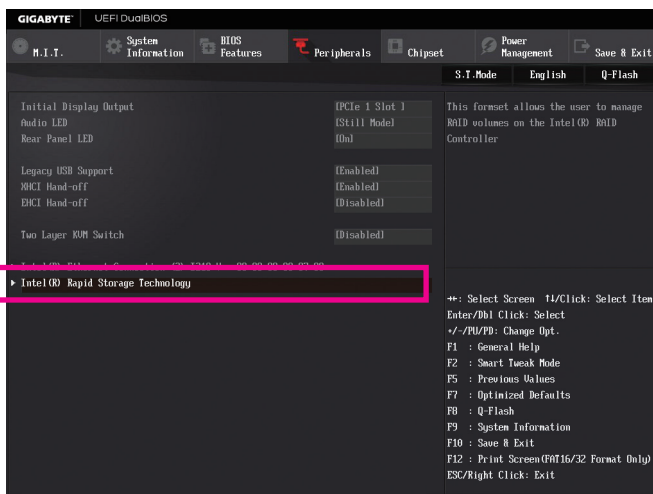 GIGABYTE™ UEFI DualBIOS
M.I.T. System Information BIOS Features Peripherals Chipset Power Management Save & Exit
S.T.Mode English Q-Flash
Initial Display Output [PCIe 1 Slot ]
Audio LED [Still Mode]
Rear Panel LED [On]
Legacy USB Support [Enabled]
XHCI Hand-off [Enabled]
EHCI Hand-off [Disabled]
Two Layer KVM Switch [Disabled]
Intel(R) Rapid Storage Technology
This formset allows the user to manage
RAID volumes on the Intel(R) RAID
Controller
→←: Select Screen ↑↓/Click: Select Item
Enter/Dbl Click: Select
+/-/PU/PD: Change Opt.
F1 : General Help
F2 : Smart Tweak Mode
F5 : Previous Values
F7 : Optimized Defaults
F8 : Q-Flash
F9 : System Information
F10 : Save & Exit
F12 : Print Screen(FAT16/32 Format Only)
ESC/Right Click: Exit